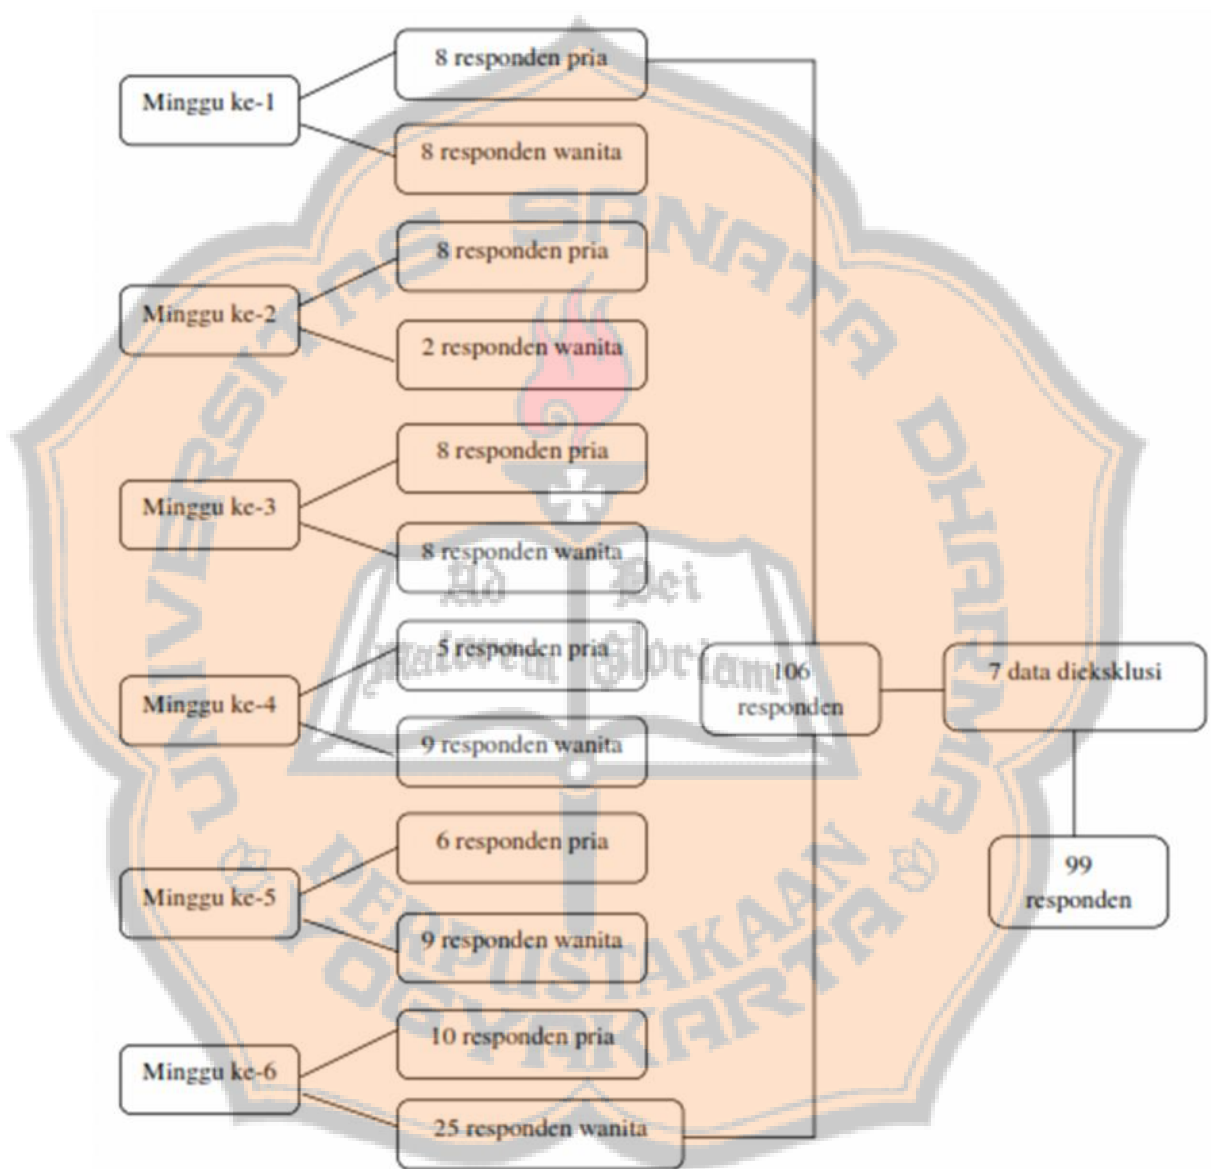 8 responden pria
Minggu ke-1
8 responden wanita
8 responden pria
Minggu ke-2
2 responden wanita
8 responden pria
Minggu ke-3
8 responden wanita
5 responden pria
Minggu ke-4
9 responden wanita
6 responden pria
Minggu ke-5
9 responden wanita
10 responden pria
Minggu ke-6
25 responden wanita
106
responden
7 data dieksklusi
99
responden
UNIVERSITAS SANATA DHARMA
PERPUSTAKAAN
YOGYAKARTA
Ad Dei
Maiorem Gloriam